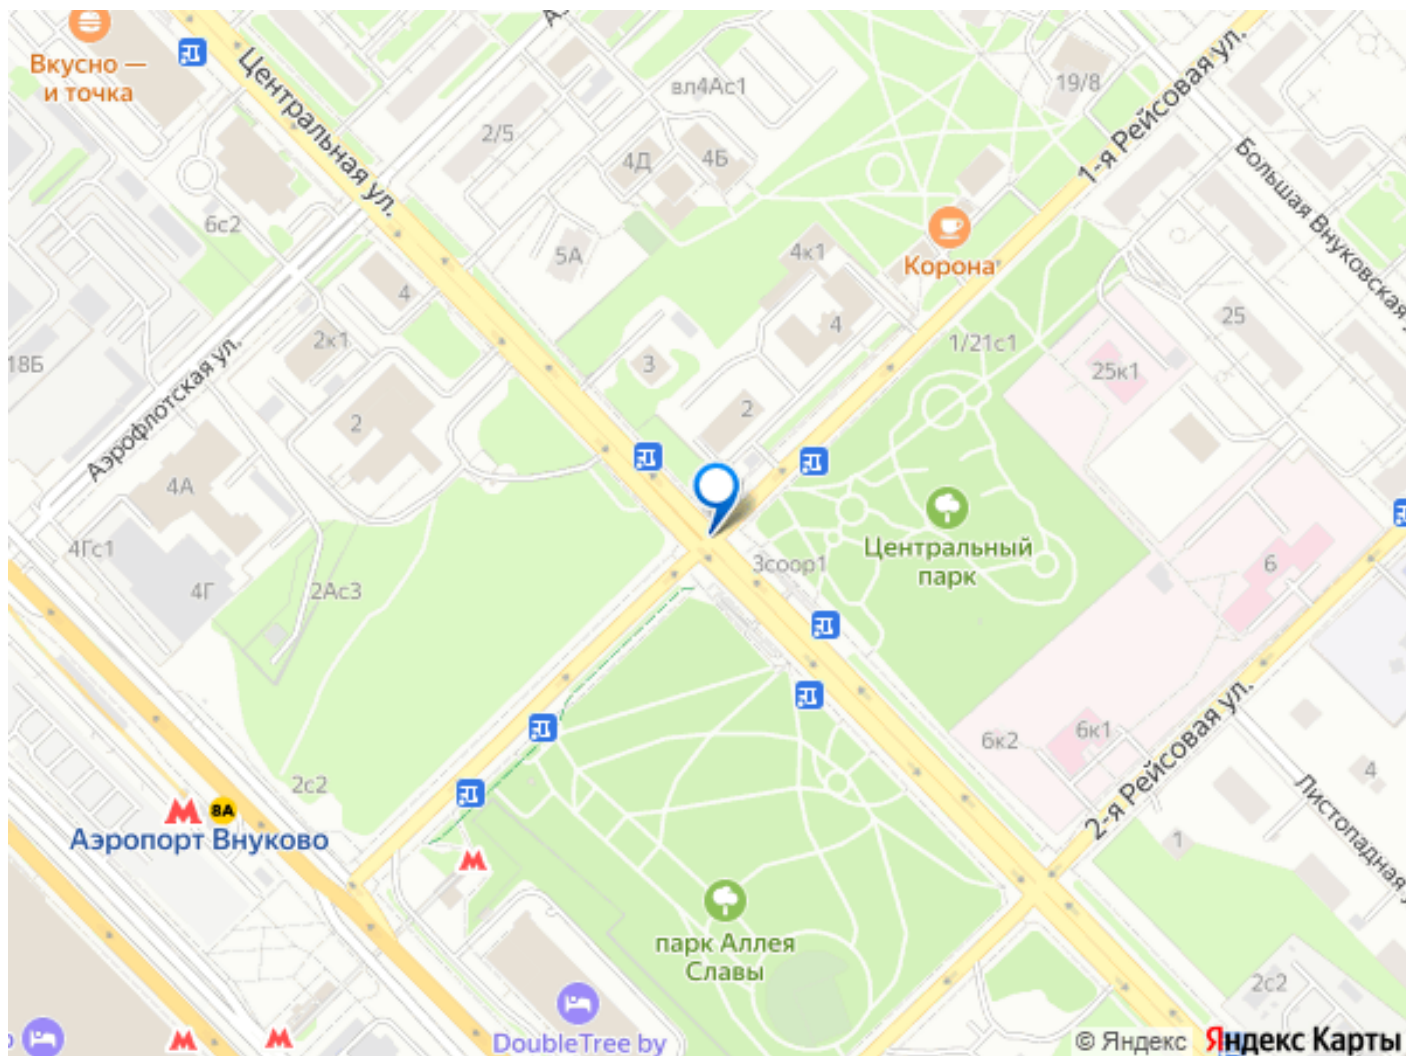 Вкусно —
и точка
Центральная ул.
вл4Ас1
19/8
1-я Рейсовая ул.
2/5
4Д
4Б
Большая Внуковская у
6с2
5А
4к1
Корона
4
2к1
18Б
Аэрофлотская ул.
3
4
1/21с1
25
25к1
2
2
4А
4Гс1
4Г
2Ас3
3соор1
Центральный
парк
6
6к2
6к1
2-я Рейсовая ул.
4
Листопадная
1
2с2
8А
Аэропорт Внуково
парк Аллея
Славы
2с2
DoubleTree by
© Яндекс
Яндекс Карты